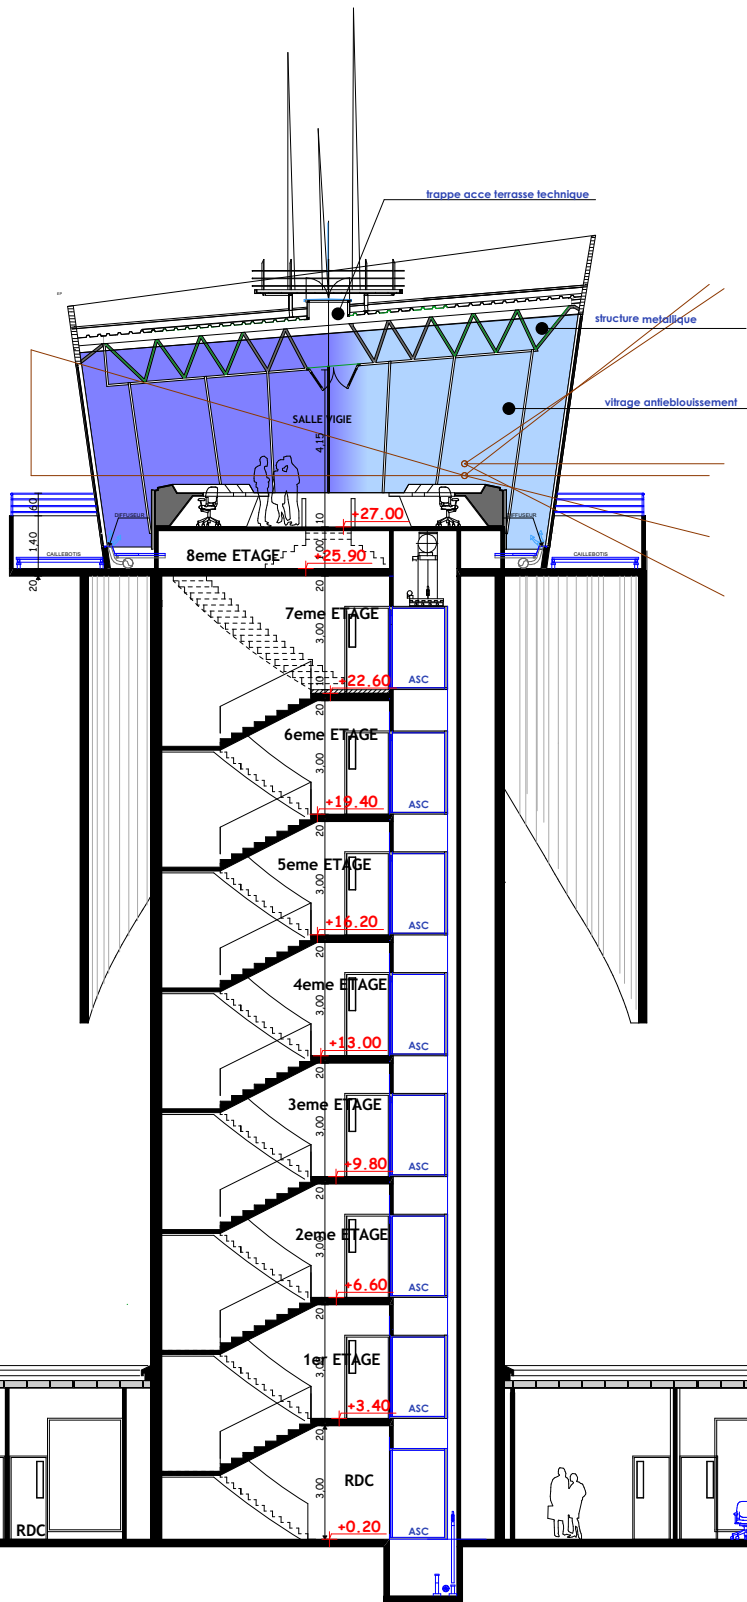 trappe acce terrasse technique
structure metallique
vitrage antieblouissement
SALLE VIGIE
4,15
60
1,40
20
DIFFUSEUR
DIFFUSEUR
CAILLEBOTIS
CAILLEBOTIS
10
+27.00
8eme ETAGE
+25.90
20
7eme ETAGE
3,00
ASC
10
+22.60
20
6eme ETAGE
3,00
+19.40
ASC
20
5eme ETAGE
3,00
+16.20
ASC
20
4eme ETAGE
3,00
+13.00
ASC
20
3eme ETAGE
3,00
+9.80
ASC
20
2eme ETAGE
3,00
+6.60
ASC
20
1er ETAGE
3,00
+3.40
ASC
20
RDC
3,00
RDC
+0.20
ASC